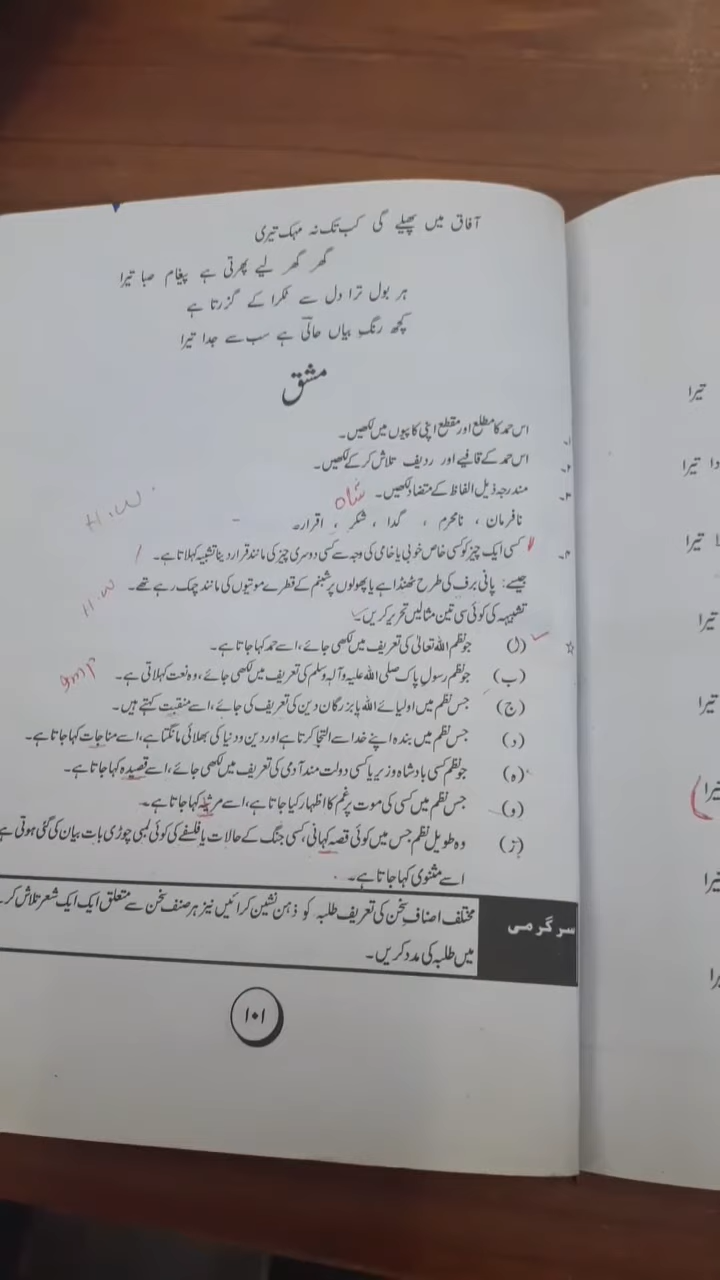 آفاق میں پھیلے گی کب تک نہ مہک تیری
گھر گھر لیے پھرتی ہے پیغام صبا تیرا
ہر بول ترا دل سے ٹکرا کے گزرتا ہے
کچھ رنگِ بیاں حالیؔ ہے سب سے جدا تیرا
مشق
۱۔ اس حمد کا مطلع اور مقطع اپنی کاپیوں میں لکھیں۔
۲۔ اس حمد کے قافیے اور ردیف تلاش کر کے لکھیں۔
۳۔ مندرجہ ذیل الفاظ کے متضاد لکھیں۔ شاہ
H.W.
نافرمان ، نامحرم ، گدا ، شکر ، اقرار۔
۴۔ کسی ایک چیز کو کسی خاص خوبی یا خامی کی وجہ سے کسی دوسری چیز کی مانند قرار دینا تشبیہ کہلاتا ہے۔
جیسے: پانی برف کی طرح ٹھنڈا ہے یا پھولوں پر شبنم کے قطرے موتیوں کی مانند چمک رہے تھے۔
H.W
تشبیہہ کی کوئی سی تین مثالیں تحریر کریں۔
☆ (ل) جو نظم اللہ تعالیٰ کی تعریف میں لکھی جائے، اسے حمد کہا جاتا ہے۔
(ب) جو نظم رسولِ پاک صلی اللہ علیہ وآلہ وسلم کی تعریف میں لکھی جائے، وہ نعت کہلاتی ہے۔
(ج) جس نظم میں اولیائے اللہ یا بزرگان دین کی تعریف کی جائے، اسے منقبت کہتے ہیں۔
(د) جس نظم میں بندہ اپنے خدا سے التجا کرتا ہے اور دین و دنیا کی بھلائی مانگتا ہے، اسے مناجات کہا جاتا ہے۔
(ہ) جو نظم کسی بادشاہ وزیر یا کسی دولت مند آدمی کی تعریف میں لکھی جائے، اسے قصیدہ کہا جاتا ہے۔
(و) جس نظم میں کسی کی موت پر غم کا اظہار کیا جاتا ہے، اسے مرثیہ کہا جاتا ہے۔
(ز) وہ طویل نظم جس میں کوئی قصہ کہانی، کسی جنگ کے حالات یا فلسفے کی کوئی لمبی چوڑی بات بیان کی گئی ہوتی ہے
اسے مثنوی کہا جاتا ہے۔
سرگرمی
مختلف اصنافِ سخن کی تعریف طلبہ کو ذہن نشین کرائیں نیز ہر صنف سخن سے متعلق ایک ایک شعر تلاش کر
میں طلبہ کی مدد کریں۔
۱۰۱
تیرا
دا تیرا
تیرا
تیرا
تیرا